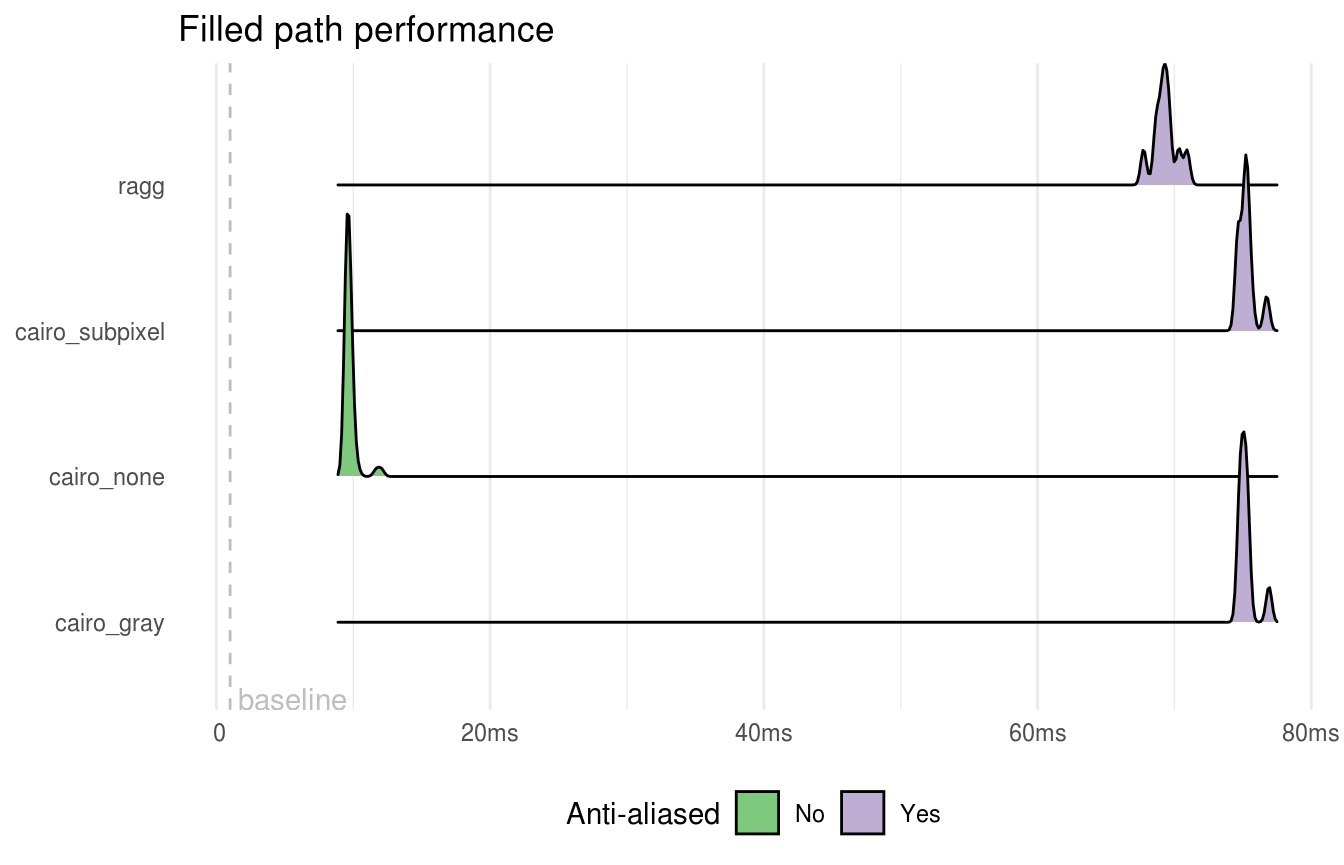 Filled path performance
ragg
cairo_subpixel
cairo_none
cairo_gray
baseline
0 20ms 40ms 60ms 80ms
Anti-aliased No Yes